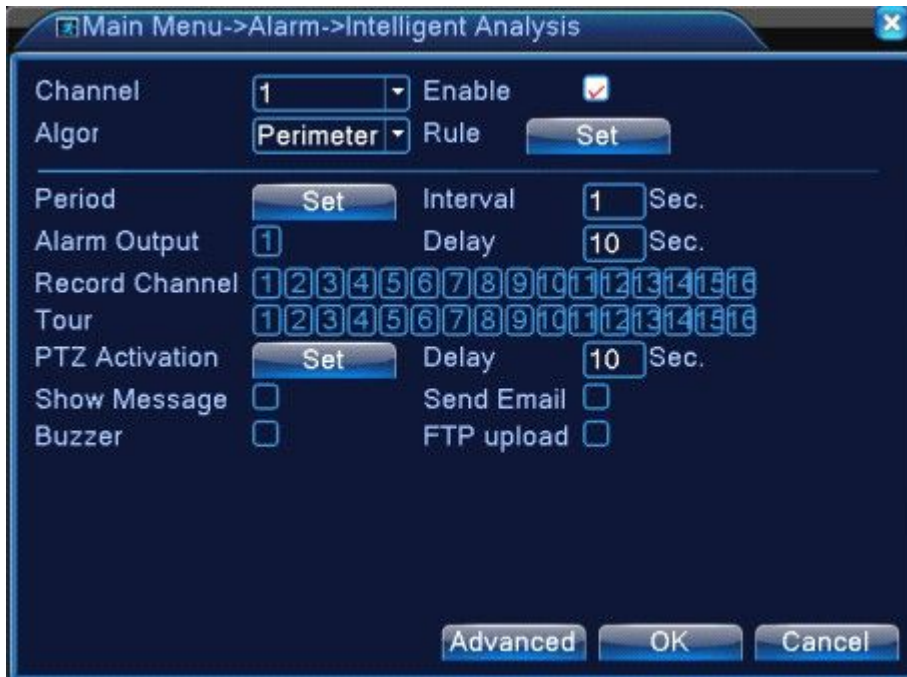 Main Menu->Alarm->Intelligent Analysis
Channel 1 Enable
Algor Perimeter Rule Set
Period Set Interval 1 Sec.
Alarm Output 1 Delay 10 Sec.
Record Channel 1 2 3 4 5 6 7 8 9 10 11 12 13 14 15 16
Tour 1 2 3 4 5 6 7 8 9 10 11 12 13 14 15 16
PTZ Activation Set Delay 10 Sec.
Show Message Send Email
Buzzer FTP upload
Advanced OK Cancel